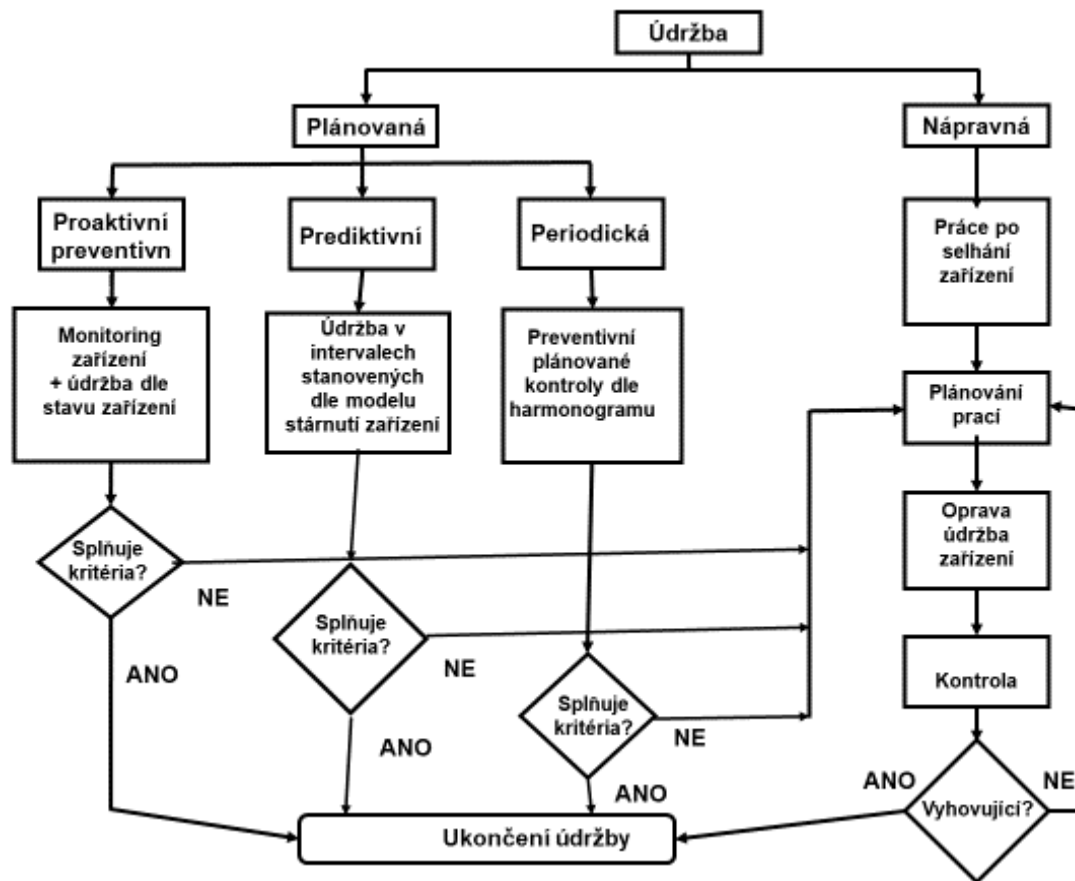 Údržba
Plánovaná
Nápravná
Proaktivní
preventivn
Prediktivní
Periodická
Práce po
selhání
zařízení
Monitoring
zařízení
+ údržba dle
stavu zařízení
Údržba v
intervalech
stanovených
dle modelu
stárnutí zařízení
Preventivní
plánované
kontroly dle
harmonogramu
Plánování
prací
Oprava
údržba
zařízení
Splňuje
kritéria?
NE
Splňuje
kritéria?
NE
Splňuje
kritéria?
NE
Kontrola
ANO
ANO
ANO
ANO
Vyhovující?
NE
Ukončení údržby